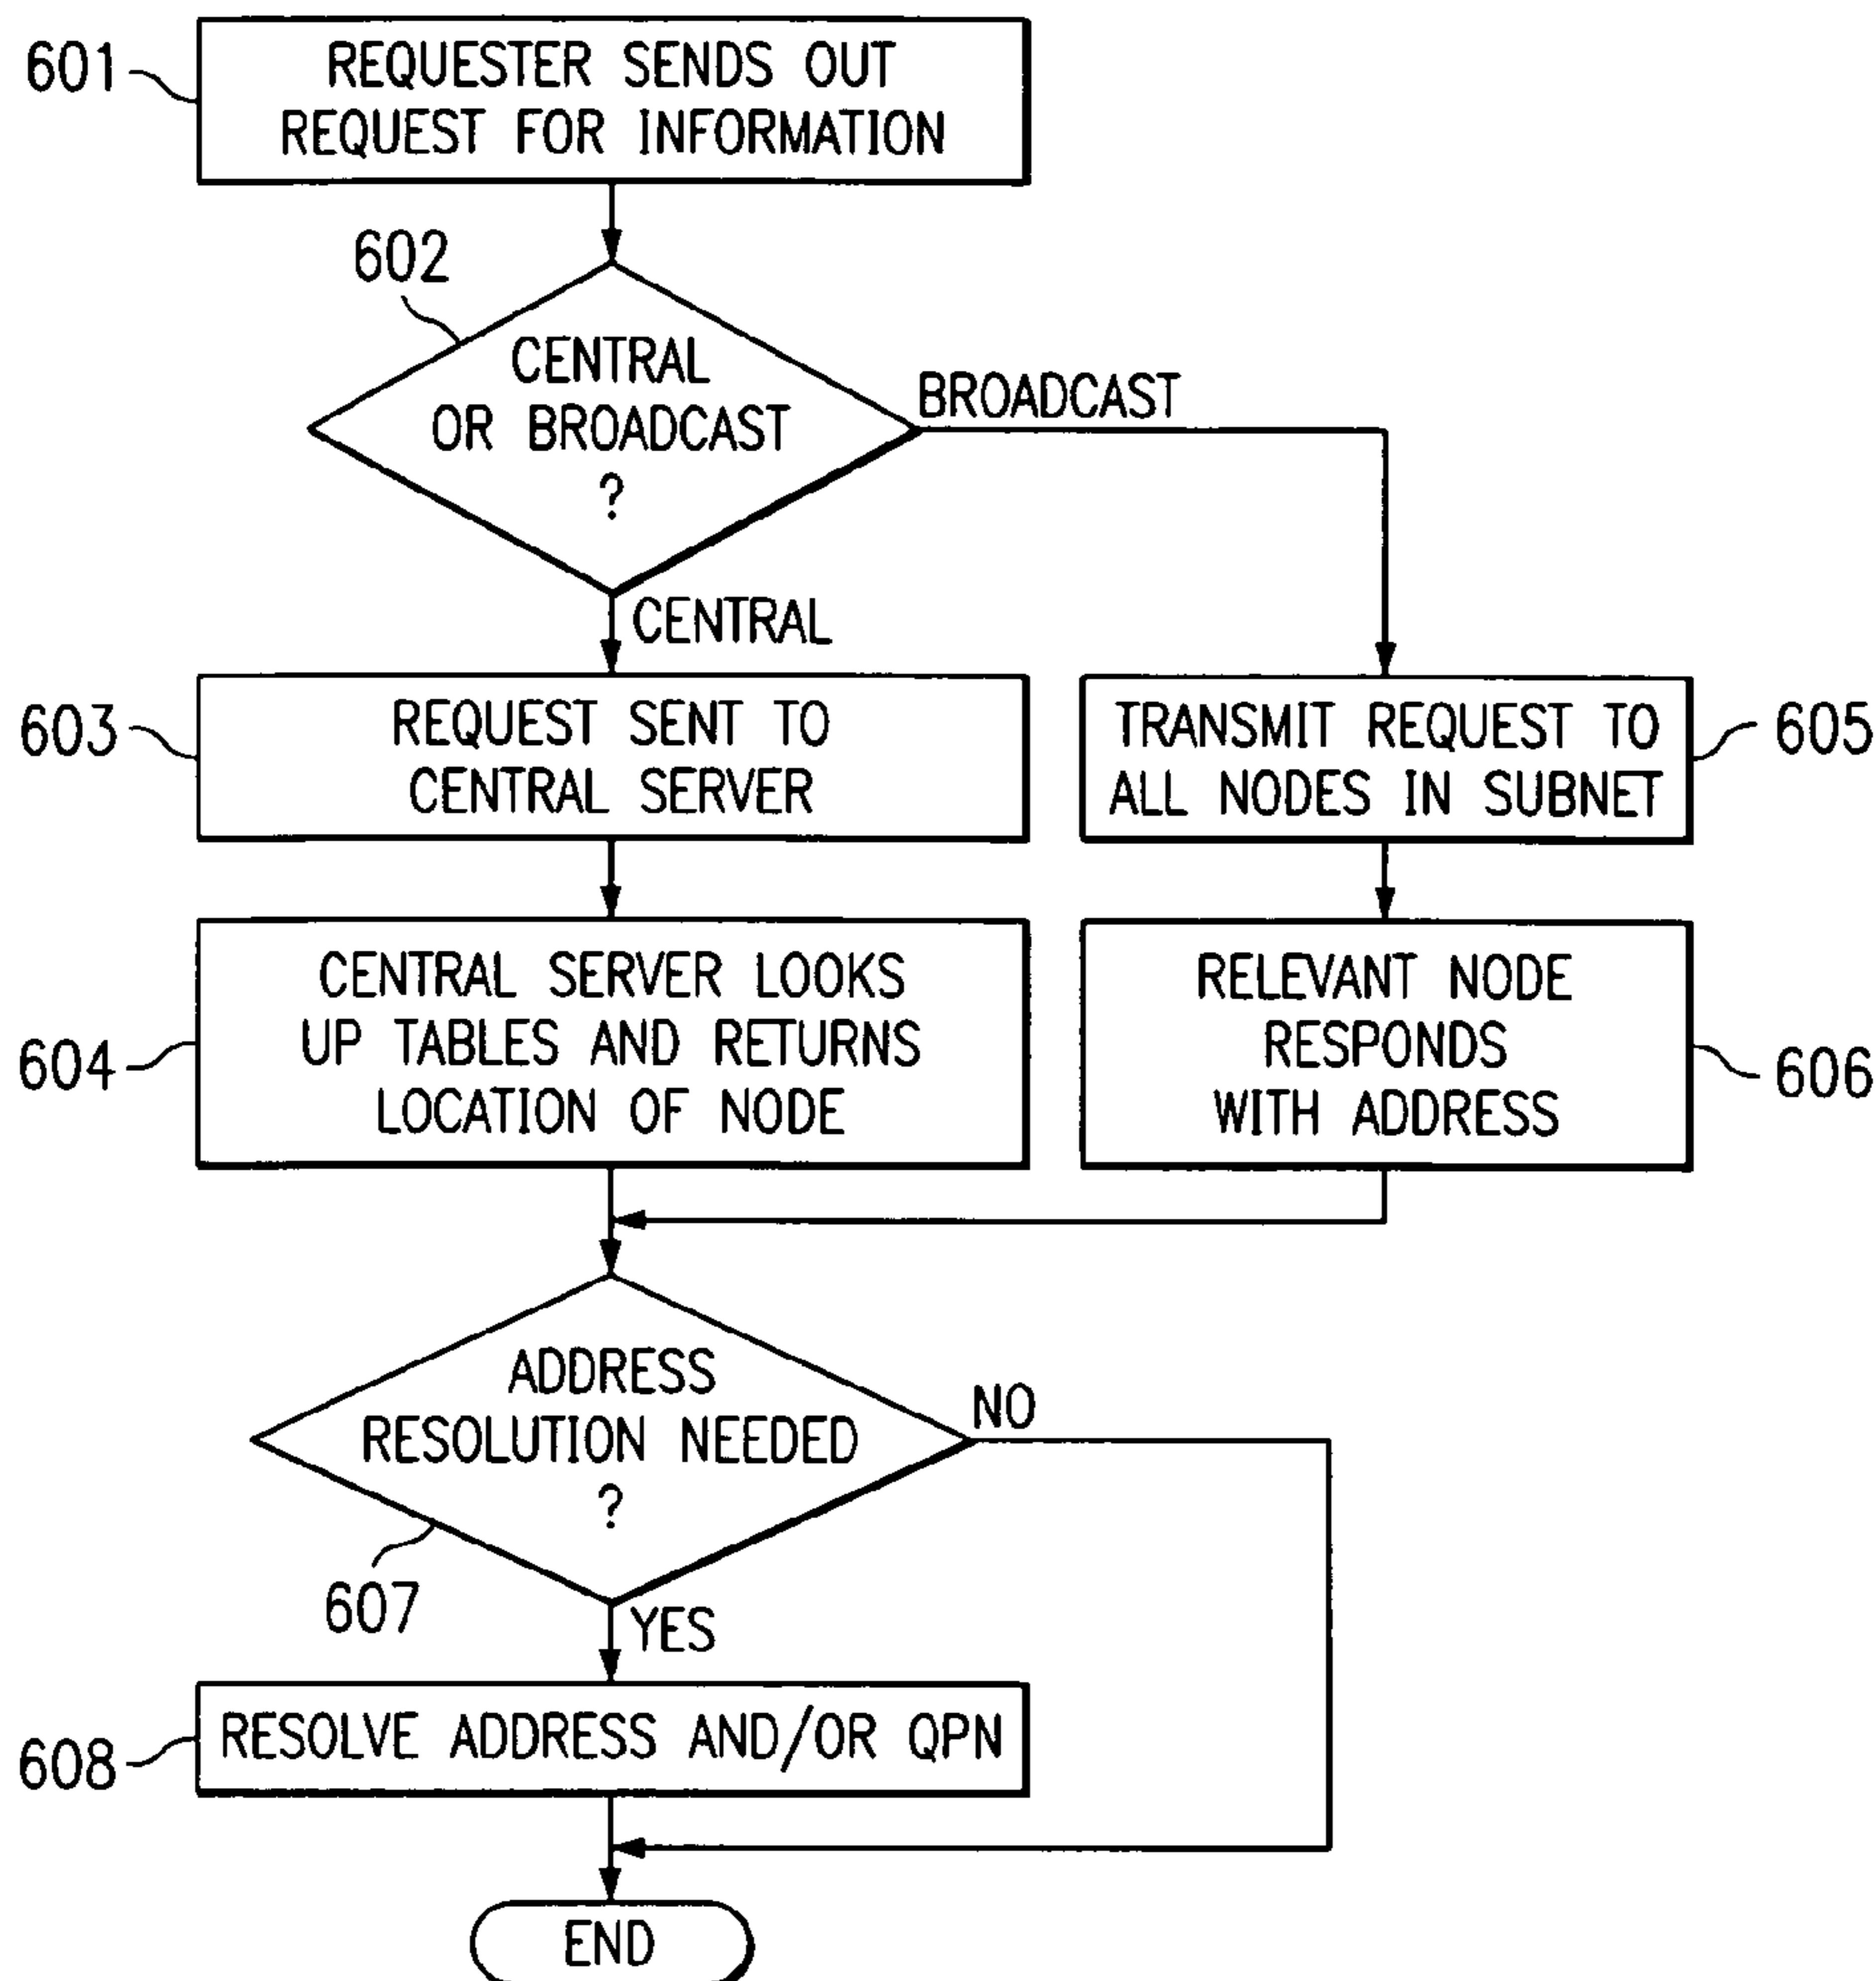 601
REQUESTER SENDS OUT
REQUEST FOR INFORMATION
602
CENTRAL
OR BROADCAST
?
BROADCAST
CENTRAL
603
REQUEST SENT TO
CENTRAL SERVER
TRANSMIT REQUEST TO
ALL NODES IN SUBNET
605
604
CENTRAL SERVER LOOKS
UP TABLES AND RETURNS
LOCATION OF NODE
RELEVANT NODE
RESPONDS
WITH ADDRESS
606
ADDRESS
RESOLUTION NEEDED
?
NO
607
YES
608
RESOLVE ADDRESS AND/OR QPN
END